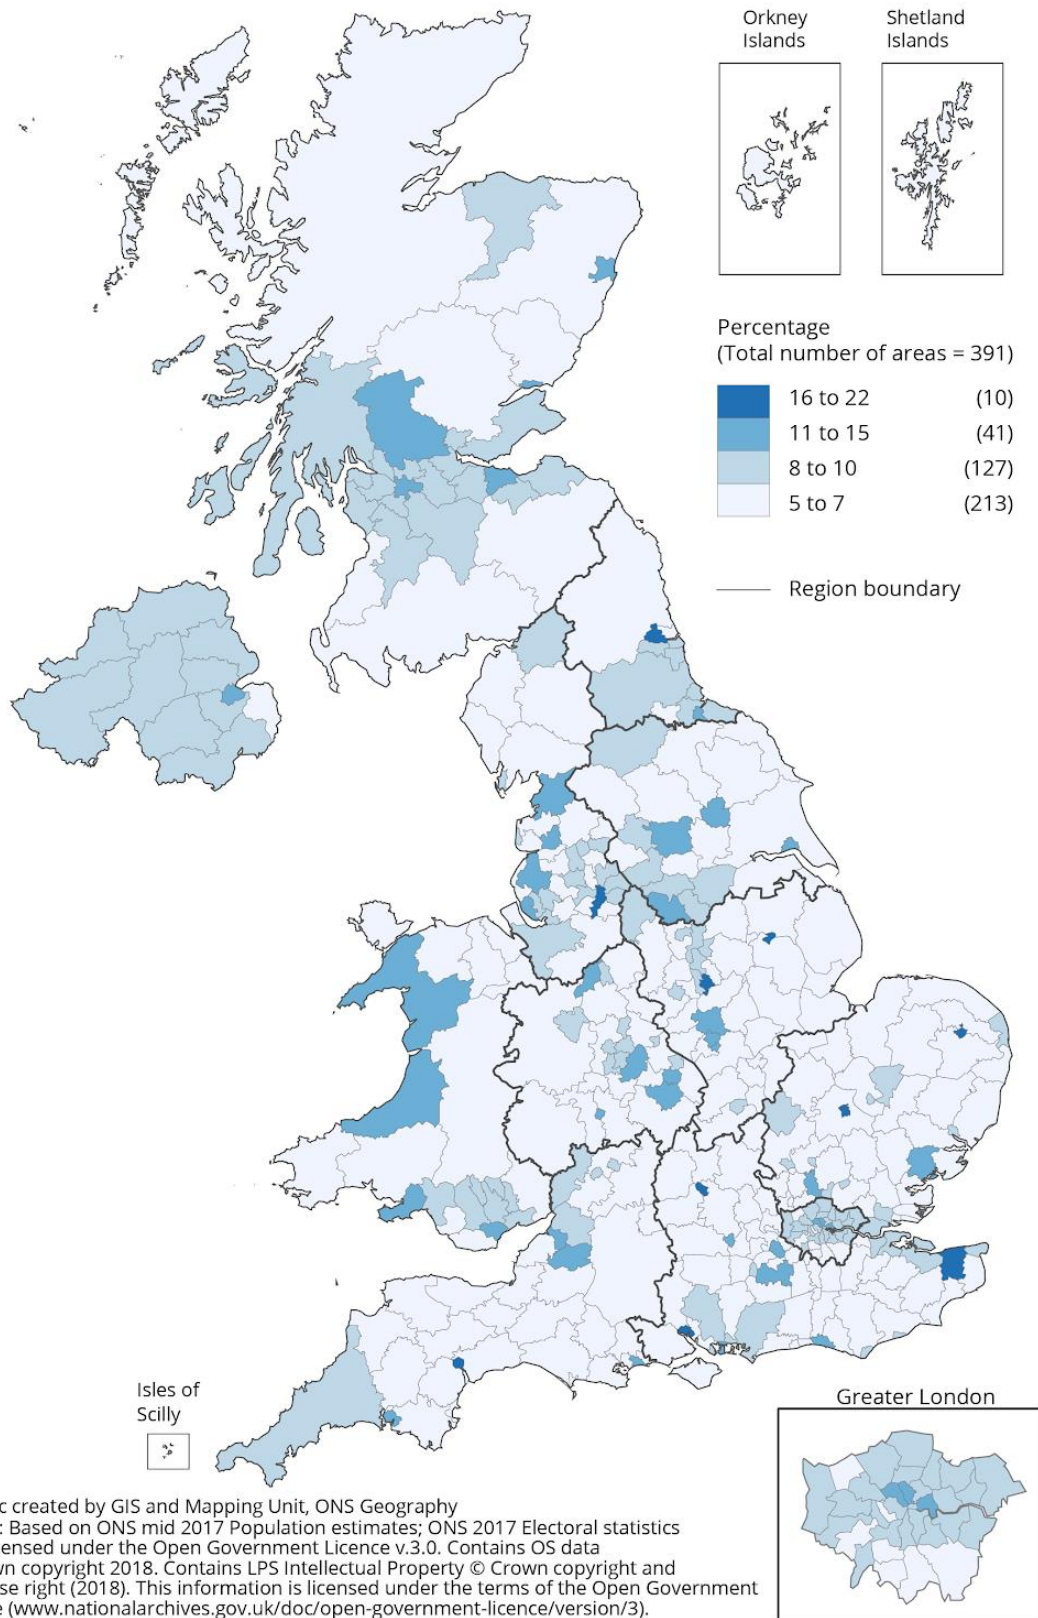 Orkney
Islands
Shetland
Islands
Percentage
(Total number of areas = 391)
16 to 22 (10)
11 to 15 (41)
8 to 10 (127)
5 to 7 (213)
Region boundary
Isles of
Scilly
Greater London
c created by GIS and Mapping Unit, ONS Geography
: Based on ONS mid 2017 Population estimates; ONS 2017 Electoral statistics
ensed under the Open Government Licence v.3.0. Contains OS data
wn copyright 2018. Contains LPS Intellectual Property © Crown copyright and
se right (2018). This information is licensed under the terms of the Open Government
e (www.nationalarchives.gov.uk/doc/open-government-licence/version/3).